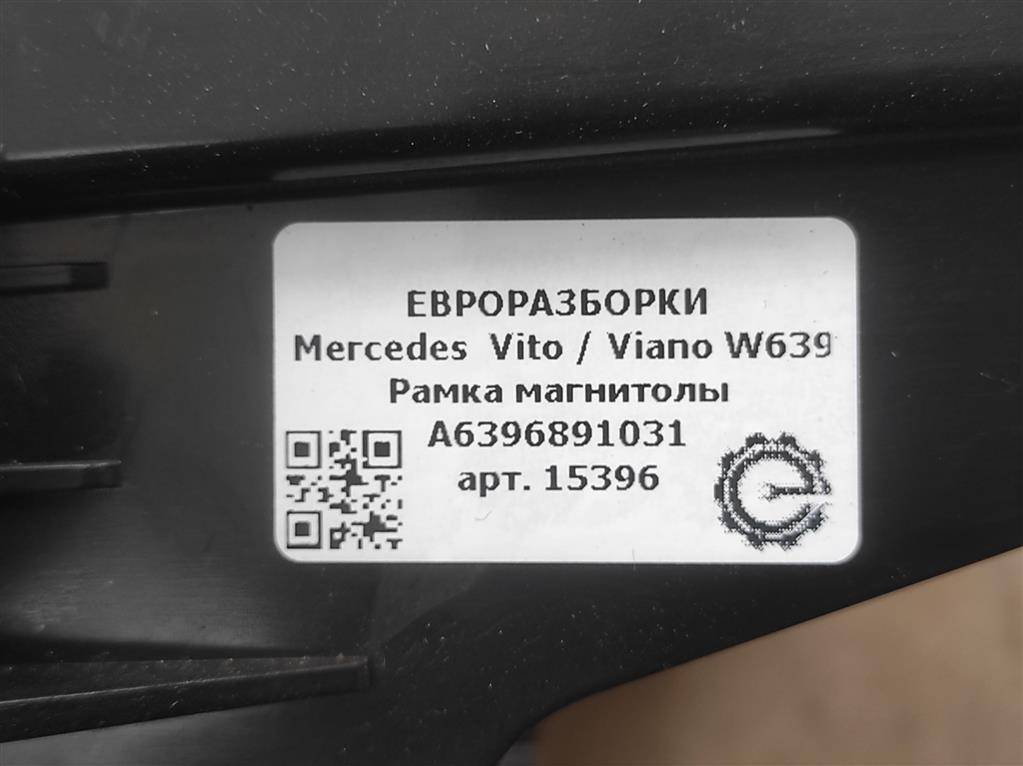 ЕВРОРАЗБОРКИ
Mercedes Vito / Viano W639
Рамка магнитолы
A6396891031
арт. 15396